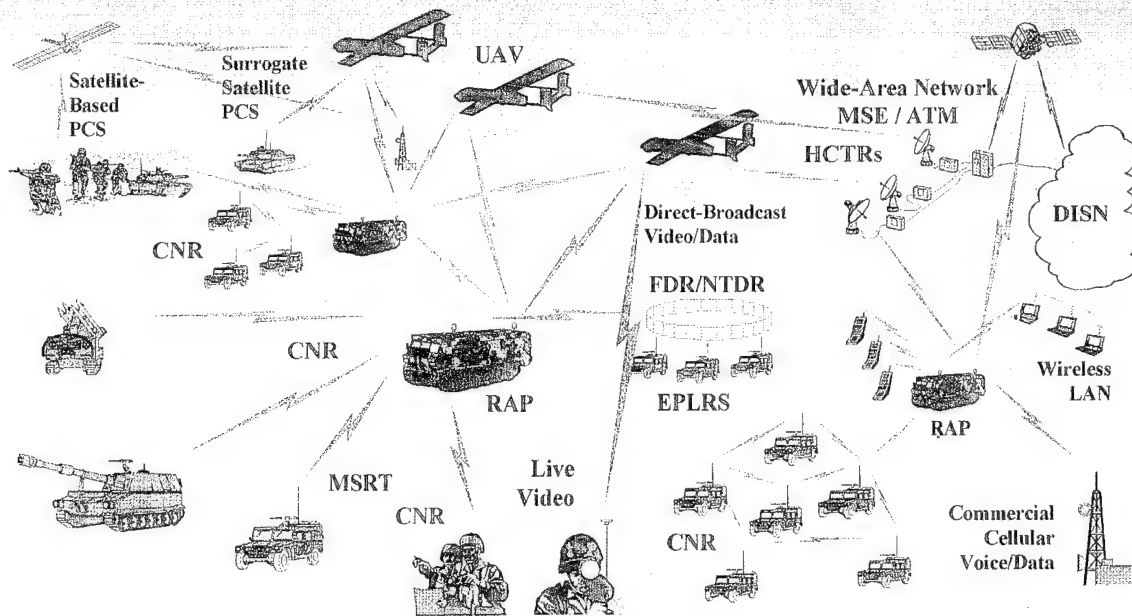 Satellite-
Based
PCS
Surrogate
Satellite
PCS
UAV
Wide-Area Network
MSE / ATM
HCTRs
DISN
CNR
Direct-Broadcast
Video/Data
FDR/NTDR
CNR
RAP
EPLRS
Wireless
LAN
RAP
MSRT
CNR
Live
Video
CNR
Commercial
Cellular
Voice/Data